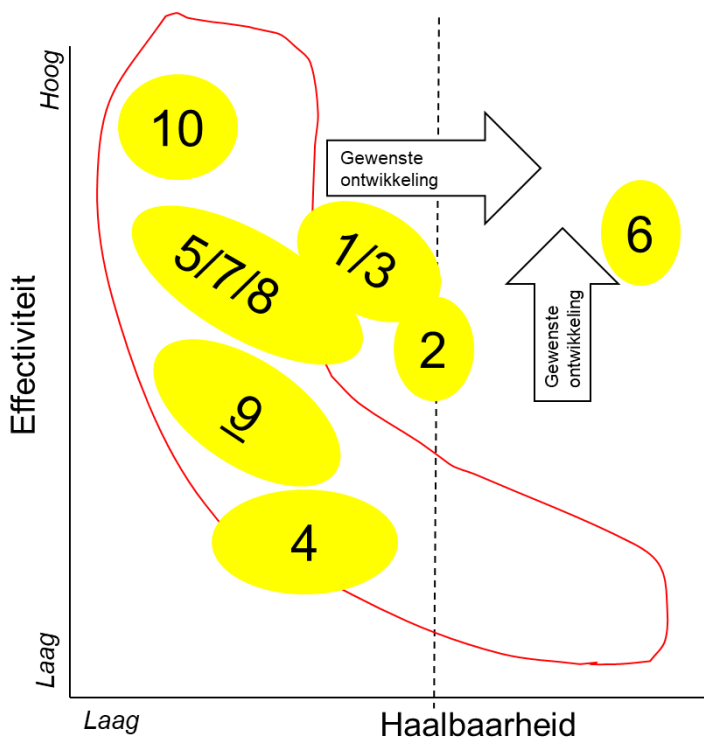 Hoog
10
Gewenste
ontwikkeling
1/3
6
5/7/8
2
Gewenste
ontwikkeling
Effectiviteit
9
4
Laag
Laag
Haalbaarheid